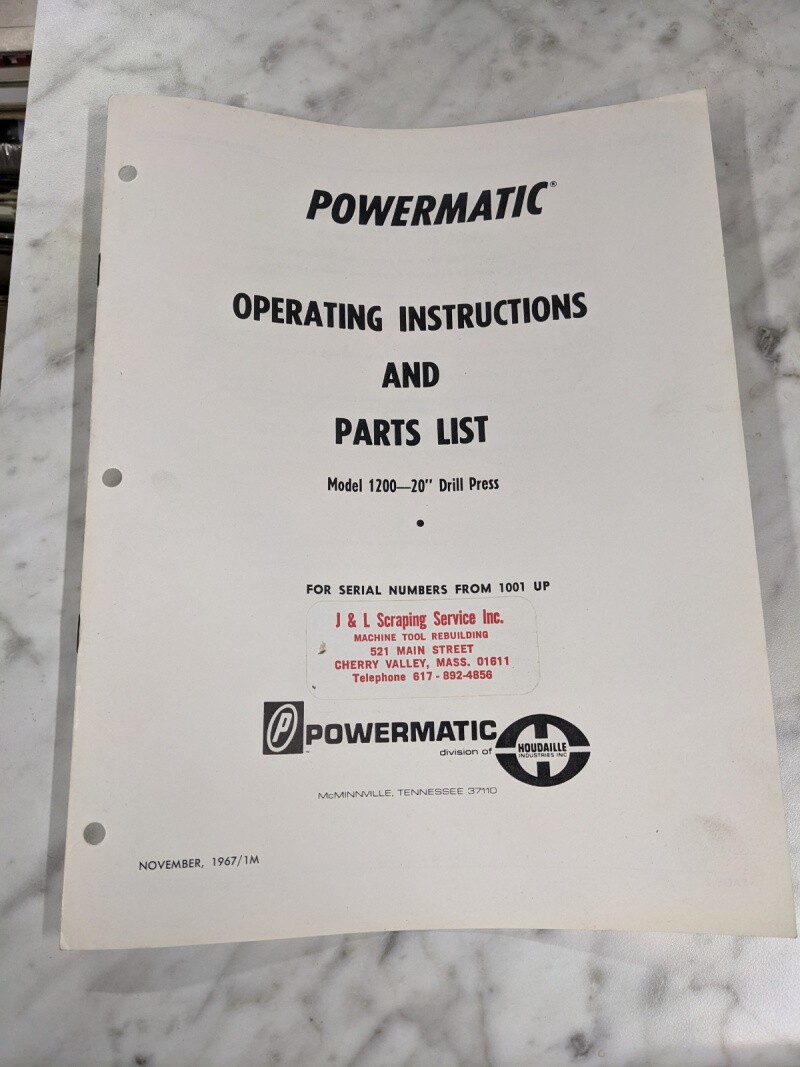 POWERMATIC®
OPERATING INSTRUCTIONS
AND
PARTS LIST
Model 1200—20" Drill Press
FOR SERIAL NUMBERS FROM 1001 UP
J & L Scraping Service Inc.
MACHINE TOOL REBUILDING
521 MAIN STREET
CHERRY VALLEY, MASS. 01611
Telephone 617 - 892-4856
P POWERMATIC™
division of
HOUDAILLE
INDUSTRIES INC
McMINNVILLE, TENNESSEE 37110
NOVEMBER, 1967/1M